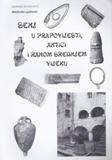 SENJ
U PRAPOVIJESTI,
ANTICI
I RANOM SREDNJEM
VIJEKU